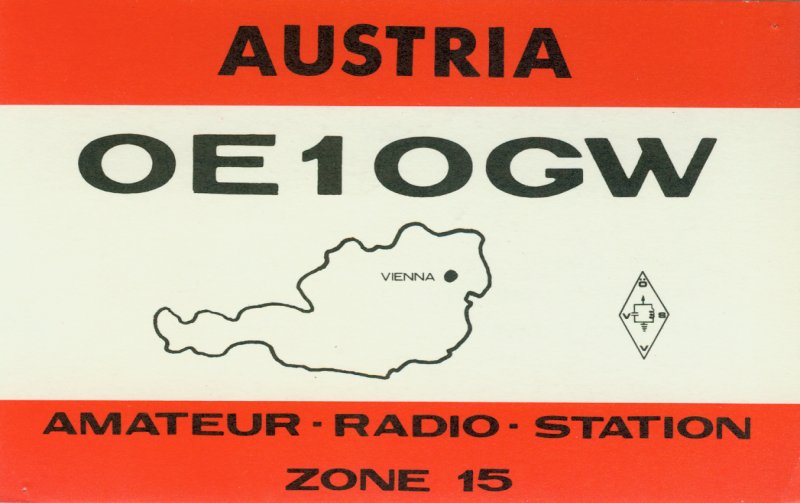 AUSTRIA
OE1OGW
VIENNA
Ö
V S
V
AMATEUR - RADIO - STATION
ZONE 15